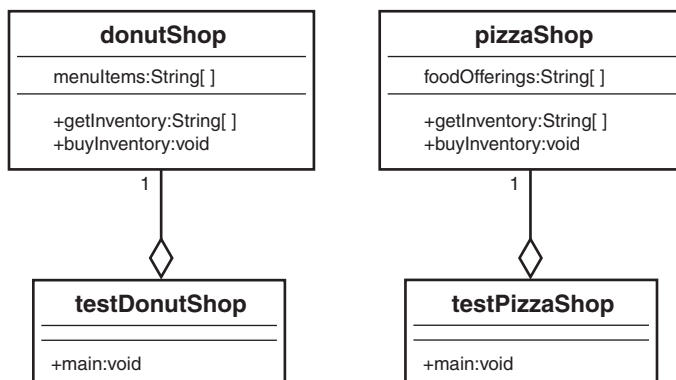 donutShop
menuItems:String[ ]
+getInventory:String[ ]
+buyInventory:void
1
testDonutShop
+main:void
pizzaShop
foodOfferings:String[ ]
+getInventory:String[ ]
+buyInventory:void
1
testPizzaShop
+main:void